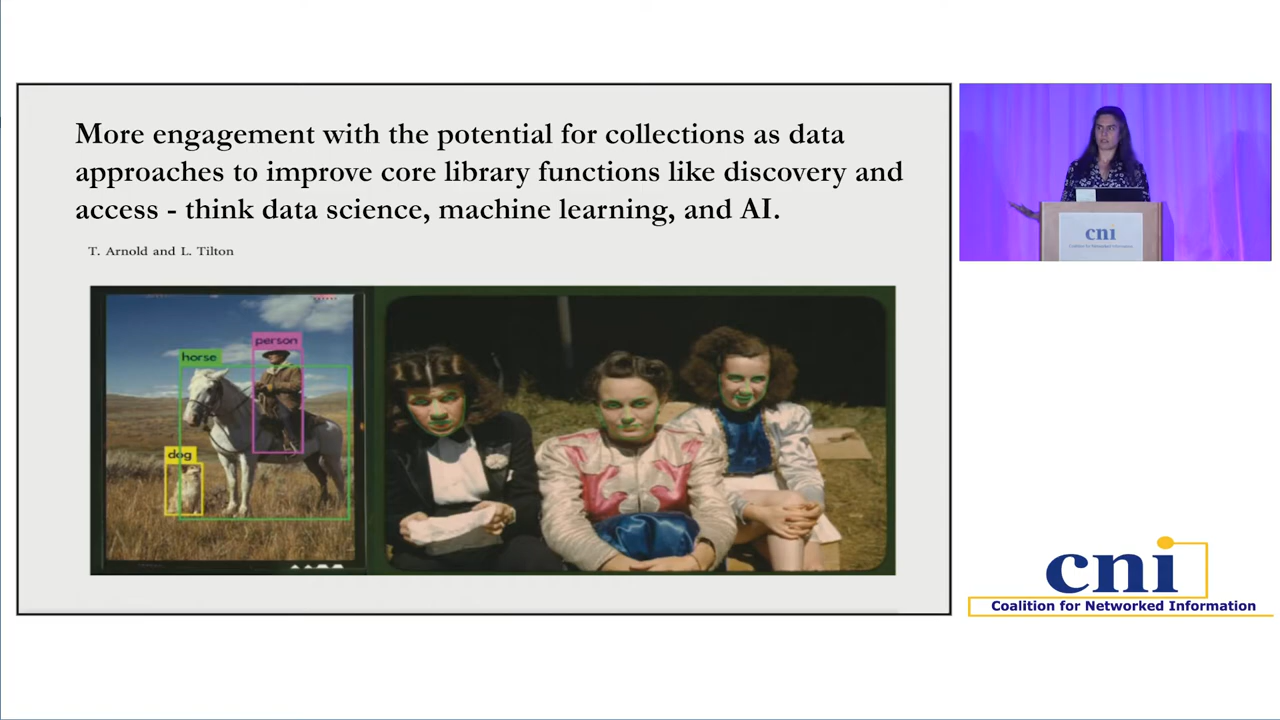 More engagement with the potential for collections as data
approaches to improve core library functions like discovery and
access - think data science, machine learning, and AI.
T. Arnold and L. Tilton
person
horse
dog
cni
Coalition for Networked Information
cni
Coalition for Networked Information